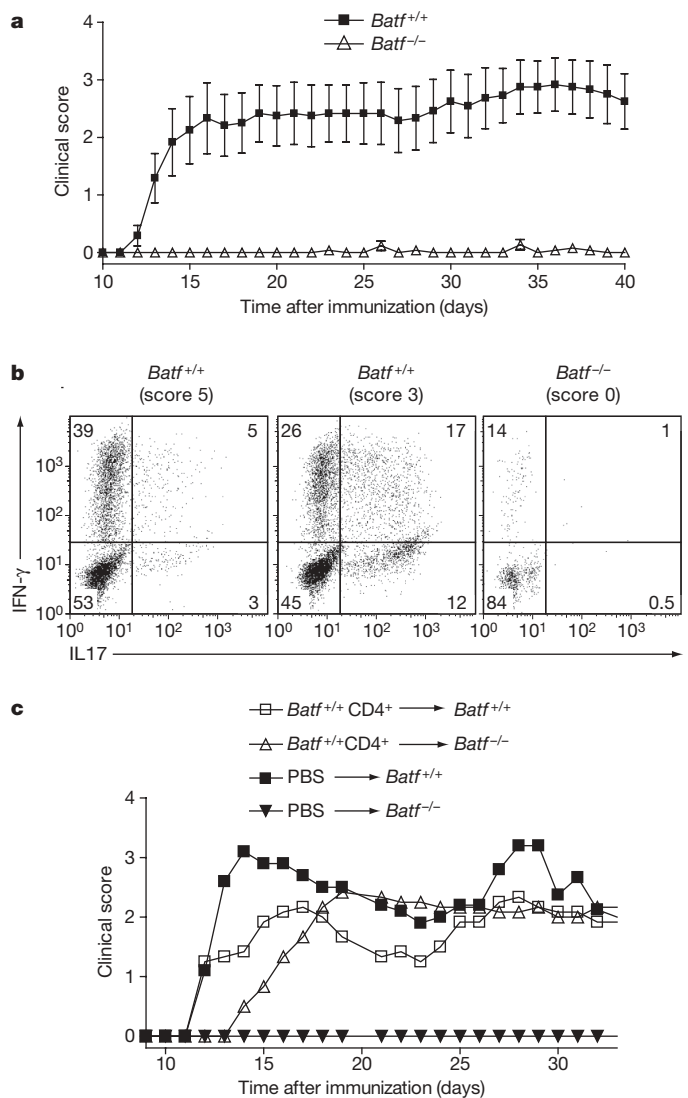 a
Batf+/+
Batf−/−
4
3
2
1
0
Clinical score
10 15 20 25 30 35 40
Time after immunization (days)
b
Batf+/+ Batf+/+ Batf−/−
(score 5) (score 3) (score 0)
39 5 26 17 14 1
10³
10²
10¹
10⁰
IFN-γ
53 3 45 12 84 0.5
10⁰ 10¹ 10² 10³ 10⁰ 10¹ 10² 10³ 10⁰ 10¹ 10² 10³
IL17
c
Batf+/+ CD4+ → Batf+/+
Batf+/+CD4+ → Batf−/−
PBS → Batf+/+
PBS → Batf−/−
4
3
2
1
0
Clinical score
10 15 20 25 30
Time after immunization (days)